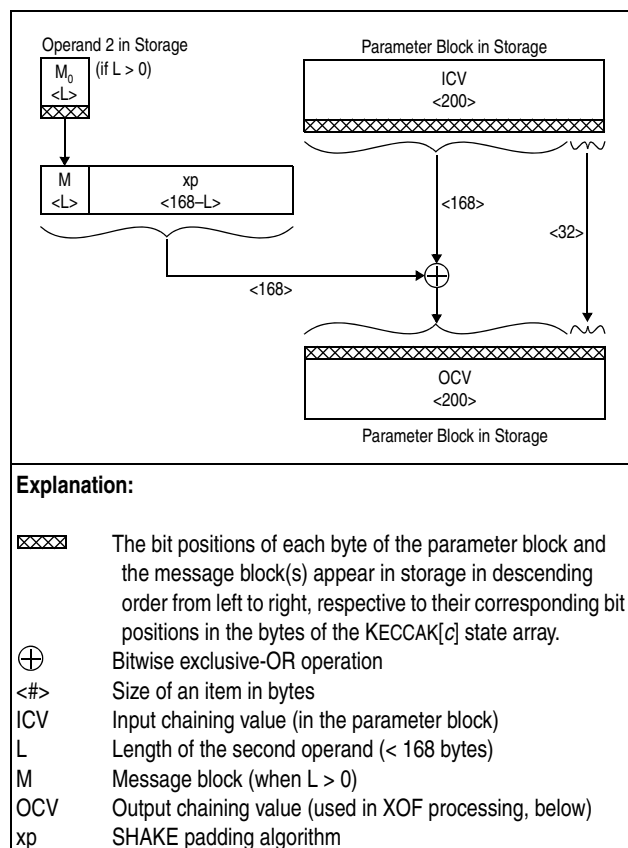 Operand 2 in Storage
Parameter Block in Storage
M0
<L>
(if L > 0)
ICV
<200>
M
<L>
xp
<168–L>
<168>
<32>
<168>
OCV
<200>
Parameter Block in Storage
Explanation:
The bit positions of each byte of the parameter block and
the message block(s) appear in storage in descending
order from left to right, respective to their corresponding bit
positions in the bytes of the KECCAK[c] state array.
Bitwise exclusive-OR operation
<#> Size of an item in bytes
ICV Input chaining value (in the parameter block)
L Length of the second operand (< 168 bytes)
M Message block (when L > 0)
OCV Output chaining value (used in XOF processing, below)
xp SHAKE padding algorithm